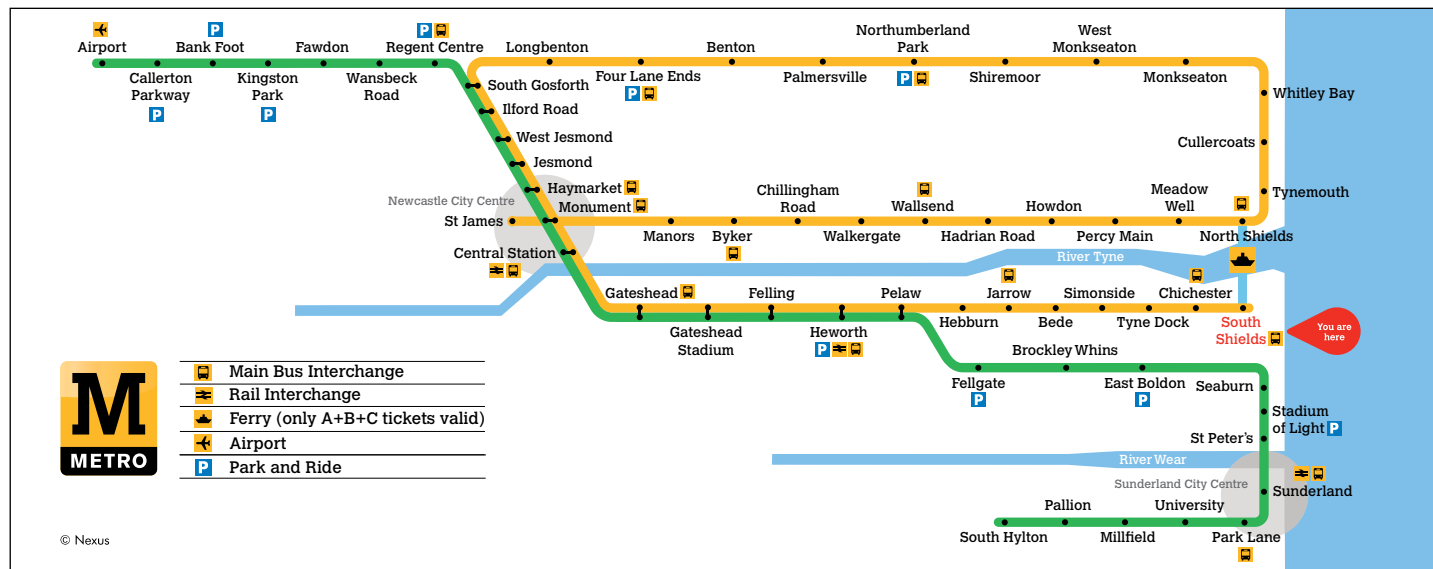 Airport
Callerton
Parkway
P
Bank Foot
P
Kingston
Park
P
Fawdon
Wansbeck
Road
Regent Centre
P
Longbenton
Four Lane Ends
P
Benton
Palmersville
Northumberland
Park
P
Shiremoor
West
Monkseaton
Monkseaton
Whitley Bay
Cullercoats
Tynemouth
South Gosforth
Ilford Road
West Jesmond
Jesmond
Haymarket
Newcastle City Centre
Monument
St James
Central Station
Manors
Byker
Chillingham
Road
Walkergate
Wallsend
Hadrian Road
Howdon
Percy Main
Meadow
Well
North Shields
River Tyne
Gateshead
Gateshead
Stadium
Felling
Heworth
P
Pelaw
Hebburn
Jarrow
Bede
Simonside
Tyne Dock
Chichester
South
Shields
You are
here
Brockley Whins
Fellgate
P
East Boldon
P
Seaburn
Stadium
of Light P
St Peter's
River Wear
Sunderland City Centre
Sunderland
South Hylton
Pallion
Millfield
University
Park Lane
M
METRO
Main Bus Interchange
Rail Interchange
Ferry (only A+B+C tickets valid)
Airport
P Park and Ride
© Nexus